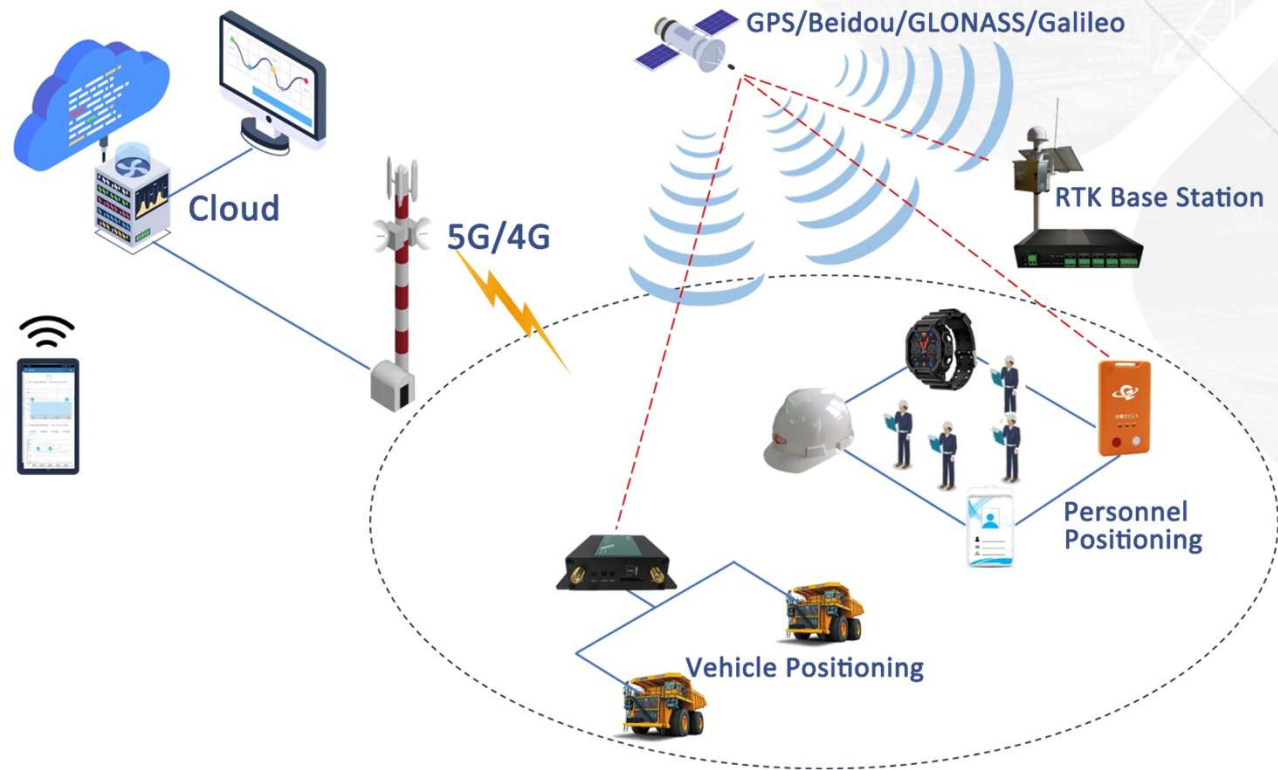 GPS/Beidou/GLONASS/Galileo
Cloud
5G/4G
RTK Base Station
Personnel
Positioning
Vehicle Positioning